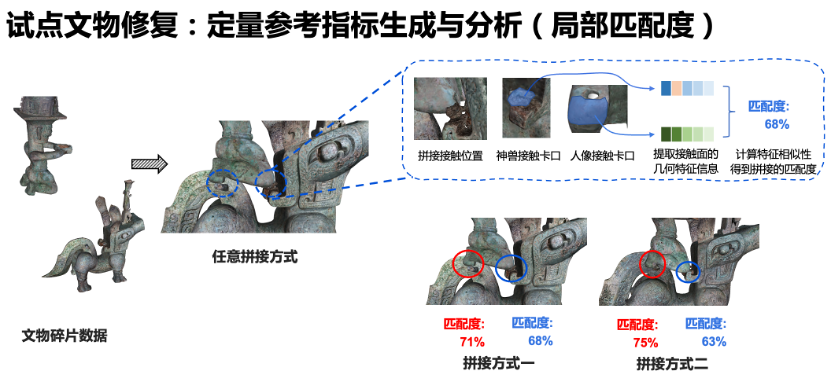 试点文物修复：定量参考指标生成与分析（局部匹配度）
拼接接触位置
神兽接触卡口
人像接触卡口
提取接触面的
几何特征信息
匹配度:
68%
计算特征相似性
得到拼接的匹配度
任意拼接方式
文物碎片数据
匹配度:
71%
匹配度:
68%
拼接方式一
匹配度:
75%
匹配度:
63%
拼接方式二